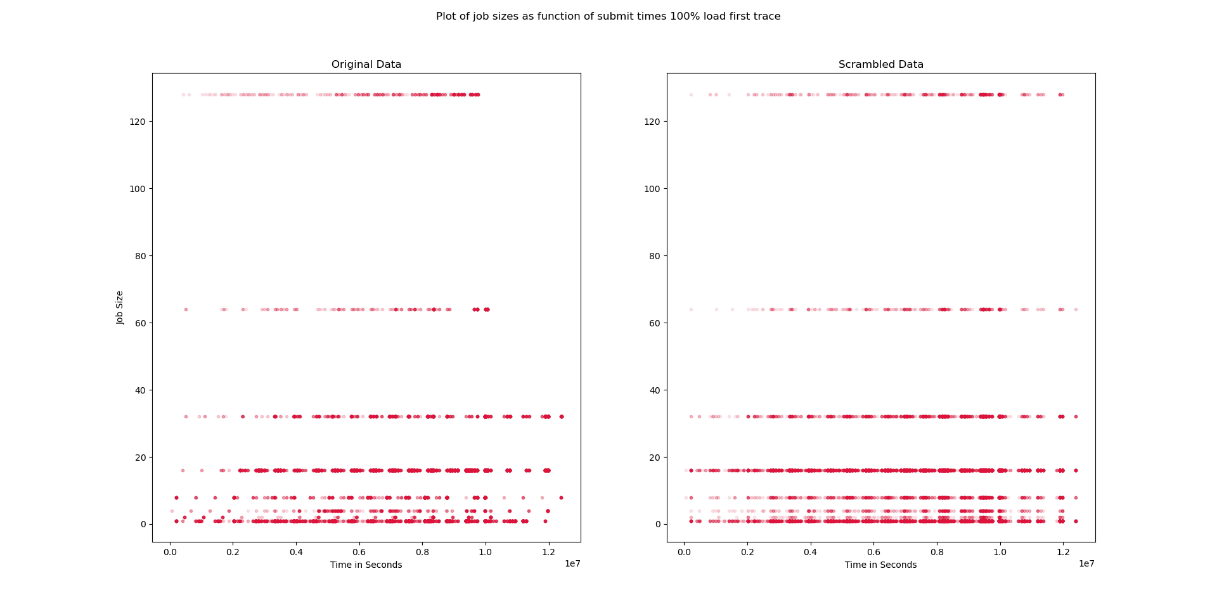 Plot of job sizes as function of submit times 100% load first trace
Original Data
Scrambled Data
Job Size
120
100
80
60
40
20
0
0.0 0.2 0.4 0.6 0.8 1.0 1.2
1e7
Time in Seconds
120
100
80
60
40
20
0
0.0 0.2 0.4 0.6 0.8 1.0 1.2
1e7
Time in Seconds